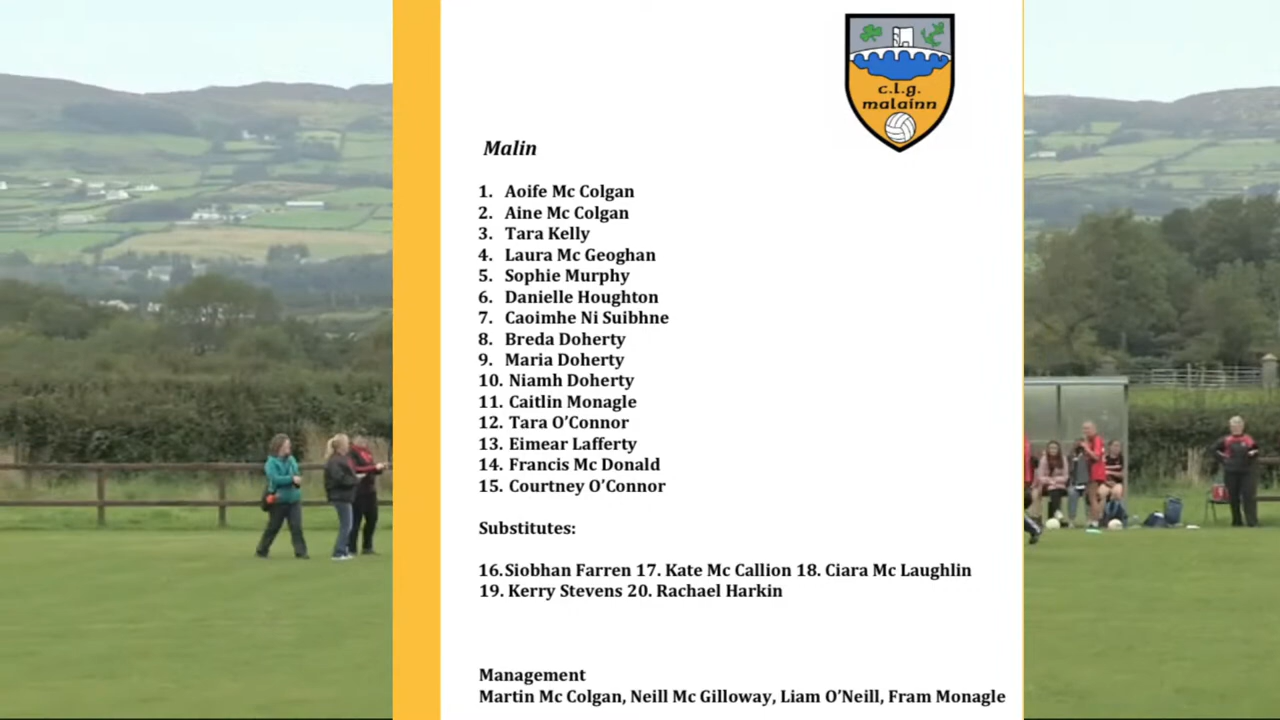 c.l.g.
malaínn
Malin
1. Aoife Mc Colgan
2. Aine Mc Colgan
3. Tara Kelly
4. Laura Mc Geoghan
5. Sophie Murphy
6. Danielle Houghton
7. Caoimhe Ni Suibhne
8. Breda Doherty
9. Maria Doherty
10. Niamh Doherty
11. Caitlin Monagle
12. Tara O’Connor
13. Eimear Lafferty
14. Francis Mc Donald
15. Courtney O’Connor
Substitutes:
16. Siobhan Farren 17. Kate Mc Callion 18. Ciara Mc Laughlin
19. Kerry Stevens 20. Rachael Harkin
Management
Martin Mc Colgan, Neill Mc Gilloway, Liam O’Neill, Fram Monagle